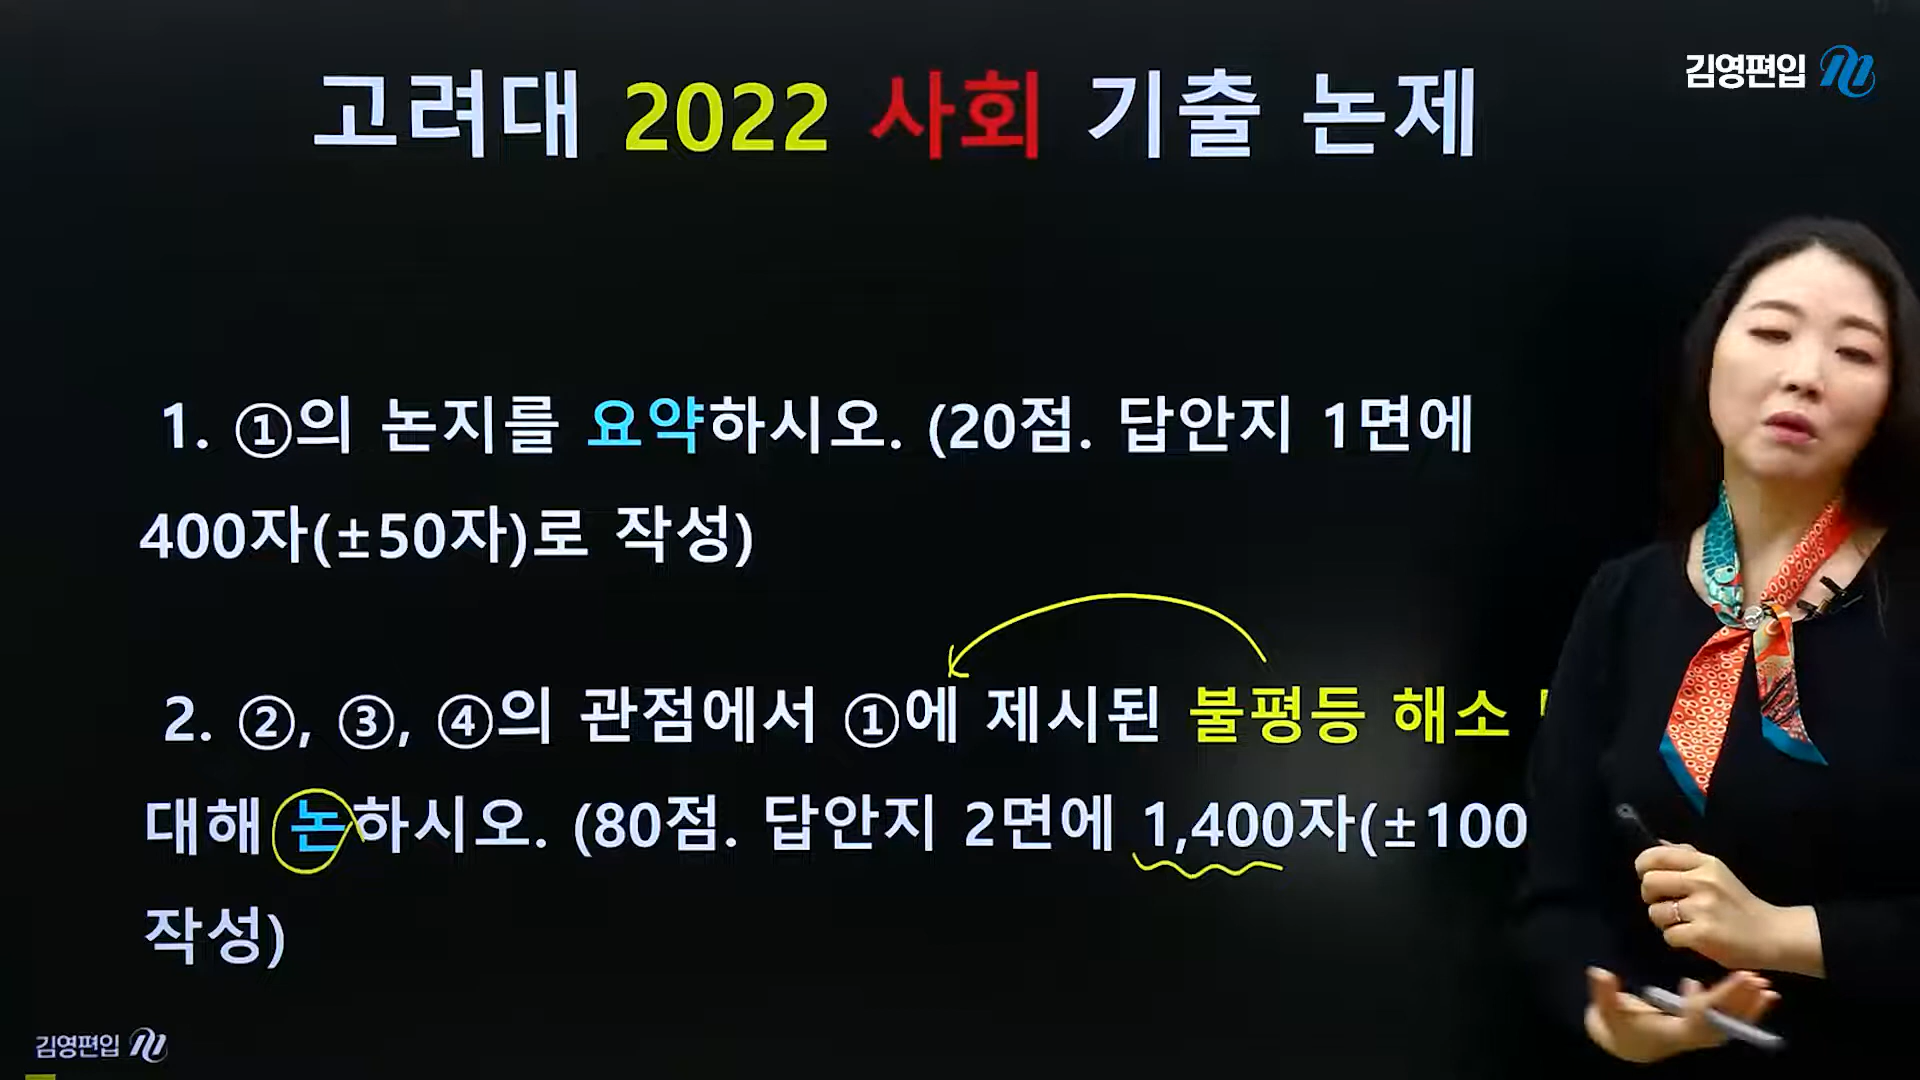 김영편입
고려대 2022 사회 기출 논제
1. ①의 논지를 요약하시오. (20점. 답안지 1면에
400자(±50자)로 작성)
2. ②, ③, ④의 관점에서 ①에 제시된 불평등 해소
대해 논하시오. (80점. 답안지 2면에 1,400자(±100
작성)
김영편입